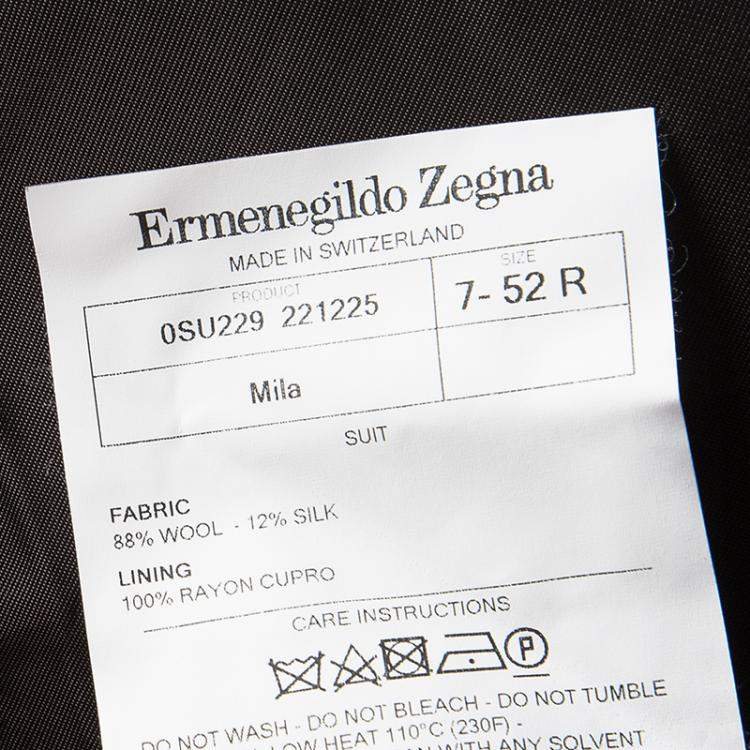 Ermenegildo Zegna
MADE IN SWITZERLAND
PRODUCT
SIZE
0SU229 221225
7- 52 R
Mila
SUIT
FABRIC
88% WOOL - 12% SILK
LINING
100% RAYON CUPRO
CARE INSTRUCTIONS
P
DO NOT WASH - DO NOT BLEACH - DO NOT TUMBLE
LOW HEAT 110°C (230F) -
WITH ANY SOLVENT